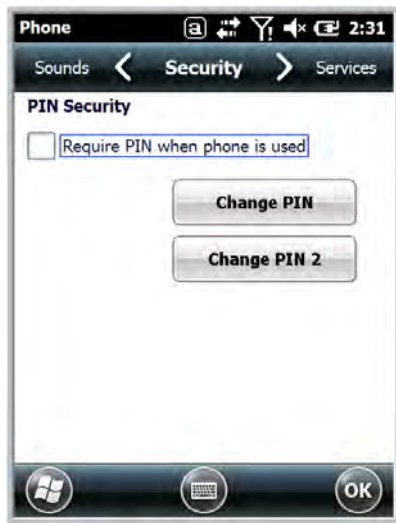 Phone a 2:31
Sounds Security Services
PIN Security
Require PIN when phone is used
Change PIN
Change PIN 2
OK